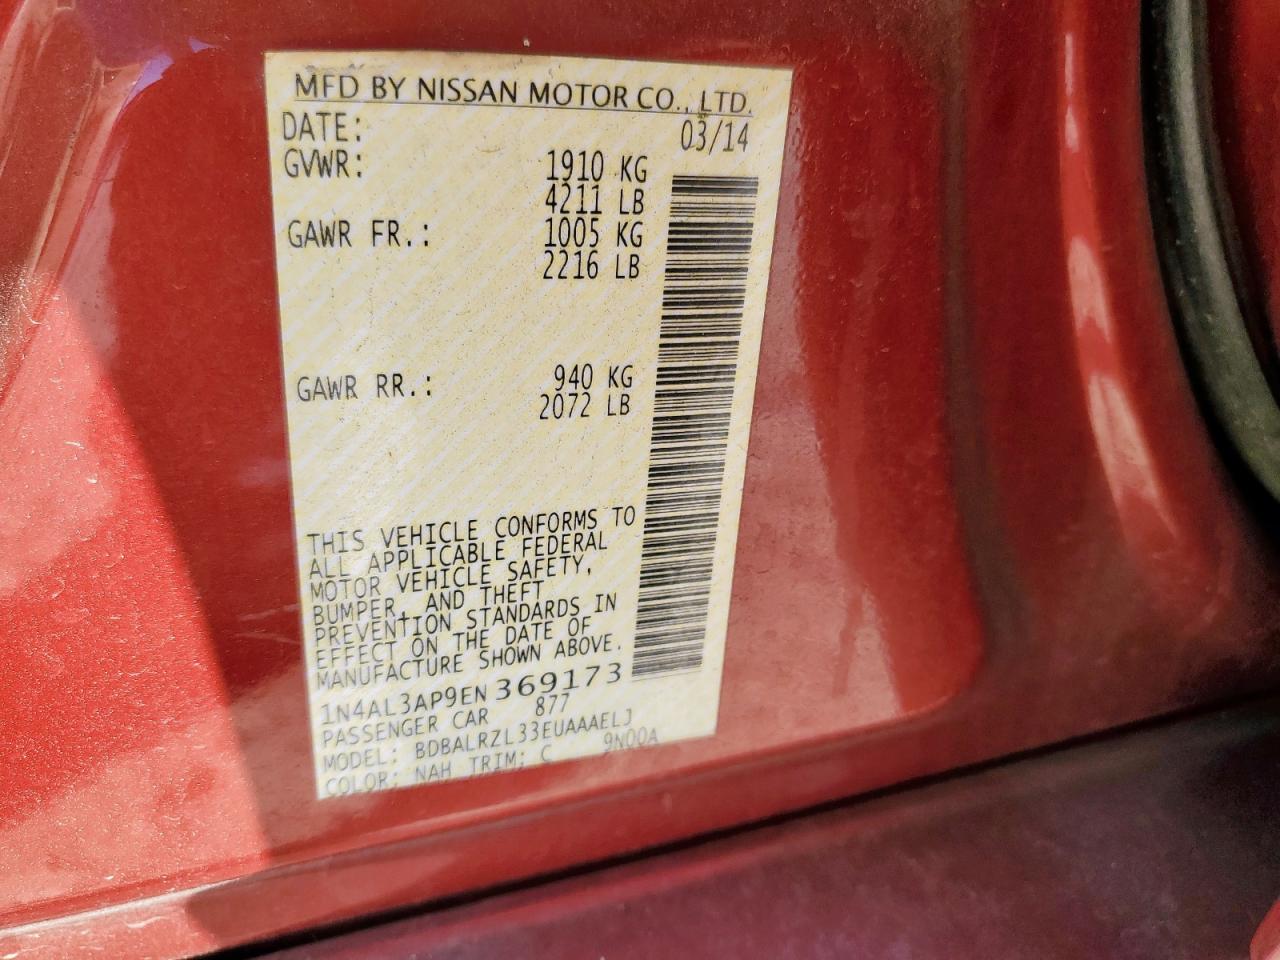 MFD BY NISSAN MOTOR CO., LTD.
DATE: 03/14
GVWR: 1910 KG
4211 LB
GAWR FR.: 1005 KG
2216 LB
GAWR RR.: 940 KG
2072 LB
THIS VEHICLE CONFORMS TO
ALL APPLICABLE FEDERAL
MOTOR VEHICLE SAFETY,
BUMPER, AND THEFT
PREVENTION STANDARDS IN
EFFECT ON THE DATE OF
MANUFACTURE SHOWN ABOVE.
1N4AL3AP9EN369173
PASSENGER CAR 877
MODEL: BDBALRZL33EUAAAELJ
COLOR: NAH TRIM: C 9N00A